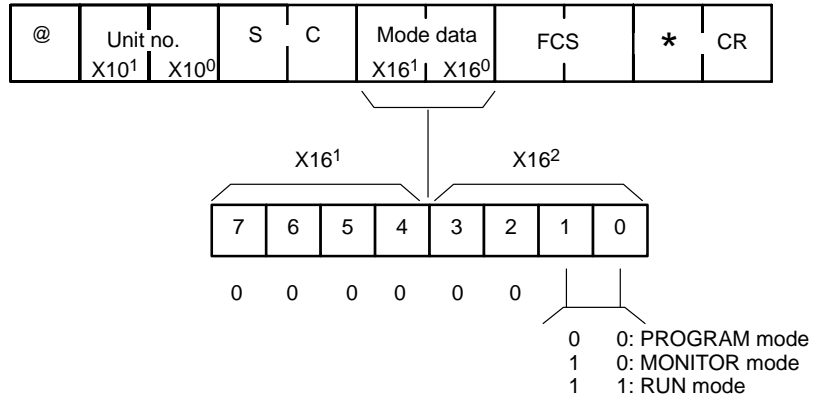 @ Unit no. S C Mode data FCS * CR
X10¹ X10⁰ X16¹ X16⁰
X16¹ X16²
7 6 5 4 3 2 1 0
0 0 0 0 0 0
0 0: PROGRAM mode
1 0: MONITOR mode
1 1: RUN mode